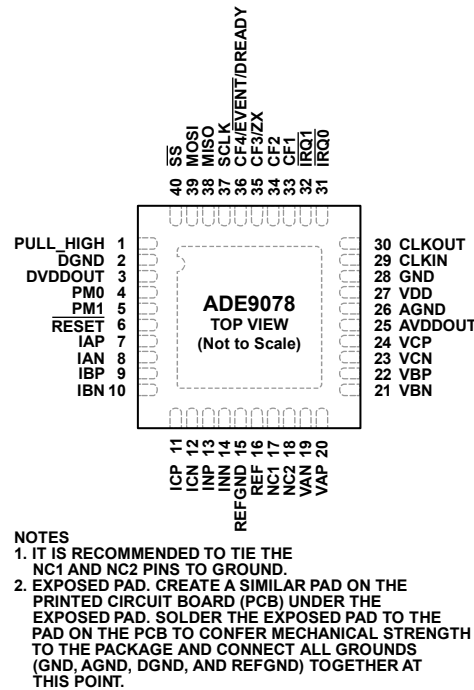 SS
MOSI
MISO
SCLK
CF4/EVENT/DREADY
CF3/ZX
CF2
CF1
IRQ1
IRQ0
40 39 38 37 36 35 34 33 32 31
PULL_HIGH 1
DGND 2
DVDDOUT 3
PM0 4
PM1 5
RESET 6
IAP 7
IAN 8
IBP 9
IBN 10
ADE9078
TOP VIEW
(Not to Scale)
30 CLKOUT
29 CLKIN
28 GND
27 VDD
26 AGND
25 AVDDOUT
24 VCP
23 VCN
22 VBP
21 VBN
ICP 11
ICN 12
INP 13
INN 14
REFGND 15
REF 16
NC1 17
NC2 18
VAN 19
VAP 20
NOTES
1. IT IS RECOMMENDED TO TIE THE
NC1 AND NC2 PINS TO GROUND.
2. EXPOSED PAD. CREATE A SIMILAR PAD ON THE
PRINTED CIRCUIT BOARD (PCB) UNDER THE
EXPOSED PAD. SOLDER THE EXPOSED PAD TO THE
PAD ON THE PCB TO CONFER MECHANICAL STRENGTH
TO THE PACKAGE AND CONNECT ALL GROUNDS
(GND, AGND, DGND, AND REFGND) TOGETHER AT
THIS POINT.